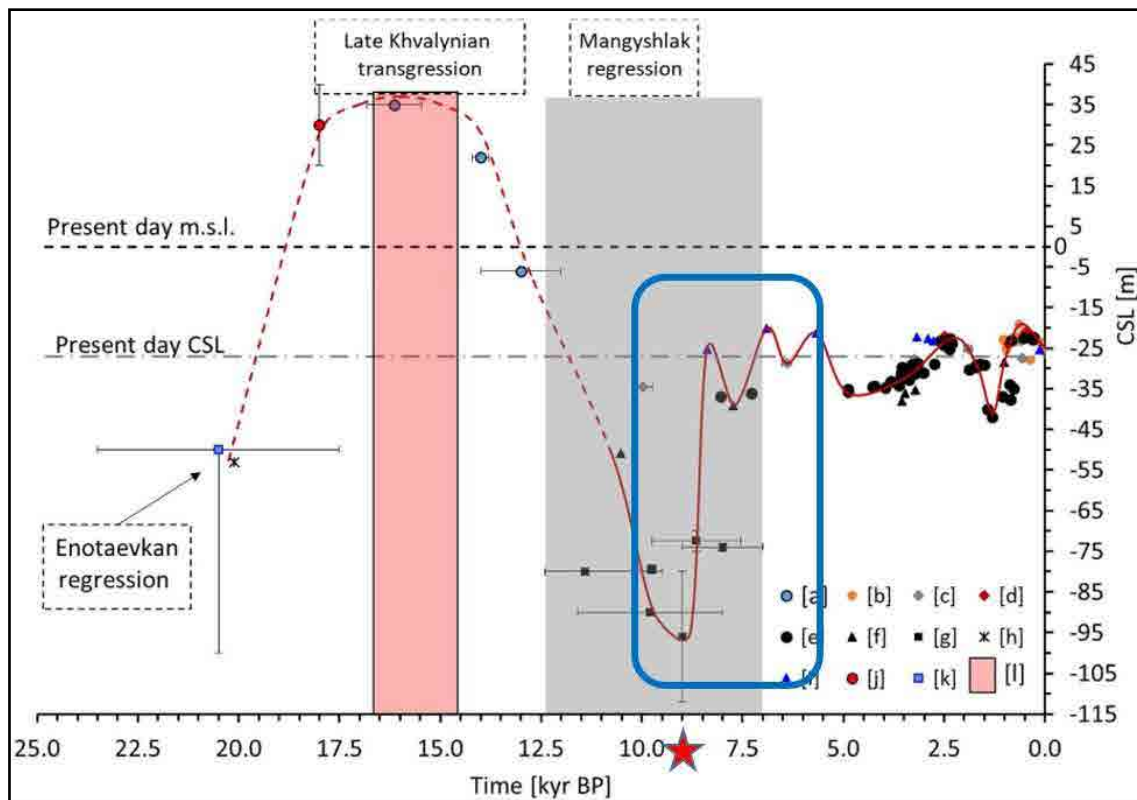 Late Khvalynian
transgression
Mangyshlak
regression
45
35
25
15
5
0
-5
-15
-25
-35
-45
-55
-65
-75
-85
-95
-105
-115
CSL [m]
Present day m.s.l.
Present day CSL
Enotaevkan
regression
[a] [b] [c] [d]
[e] [f] [g] [h]
[j] [k] [l]
25.0 22.5 20.0 17.5 15.0 12.5 10.0 7.5 5.0 2.5 0.0
Time [kyr BP]